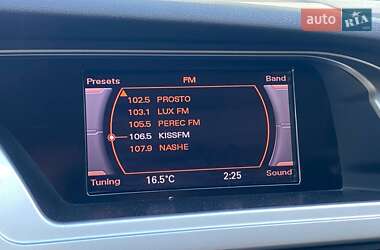 auto RIA
Presets FM Band
102.5 PROSTO
103.1 LUX FM
105.5 PEREC FM
106.5 KISSFM
107.9 NASHE
Tuning 16.5°C 2:25 Sound